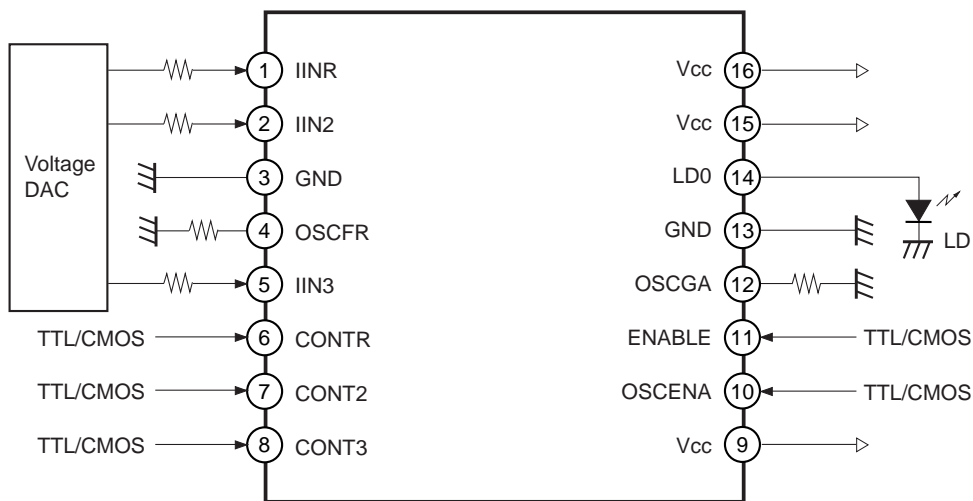 Voltage
DAC
1 IINR
2 IIN2
3 GND
4 OSCFR
5 IIN3
TTL/CMOS 6 CONTR
TTL/CMOS 7 CONT2
TTL/CMOS 8 CONT3
Vcc 16
Vcc 15
LD0 14
GND 13
LD
OSCGA 12
ENABLE 11 TTL/CMOS
OSCENA 10 TTL/CMOS
Vcc 9